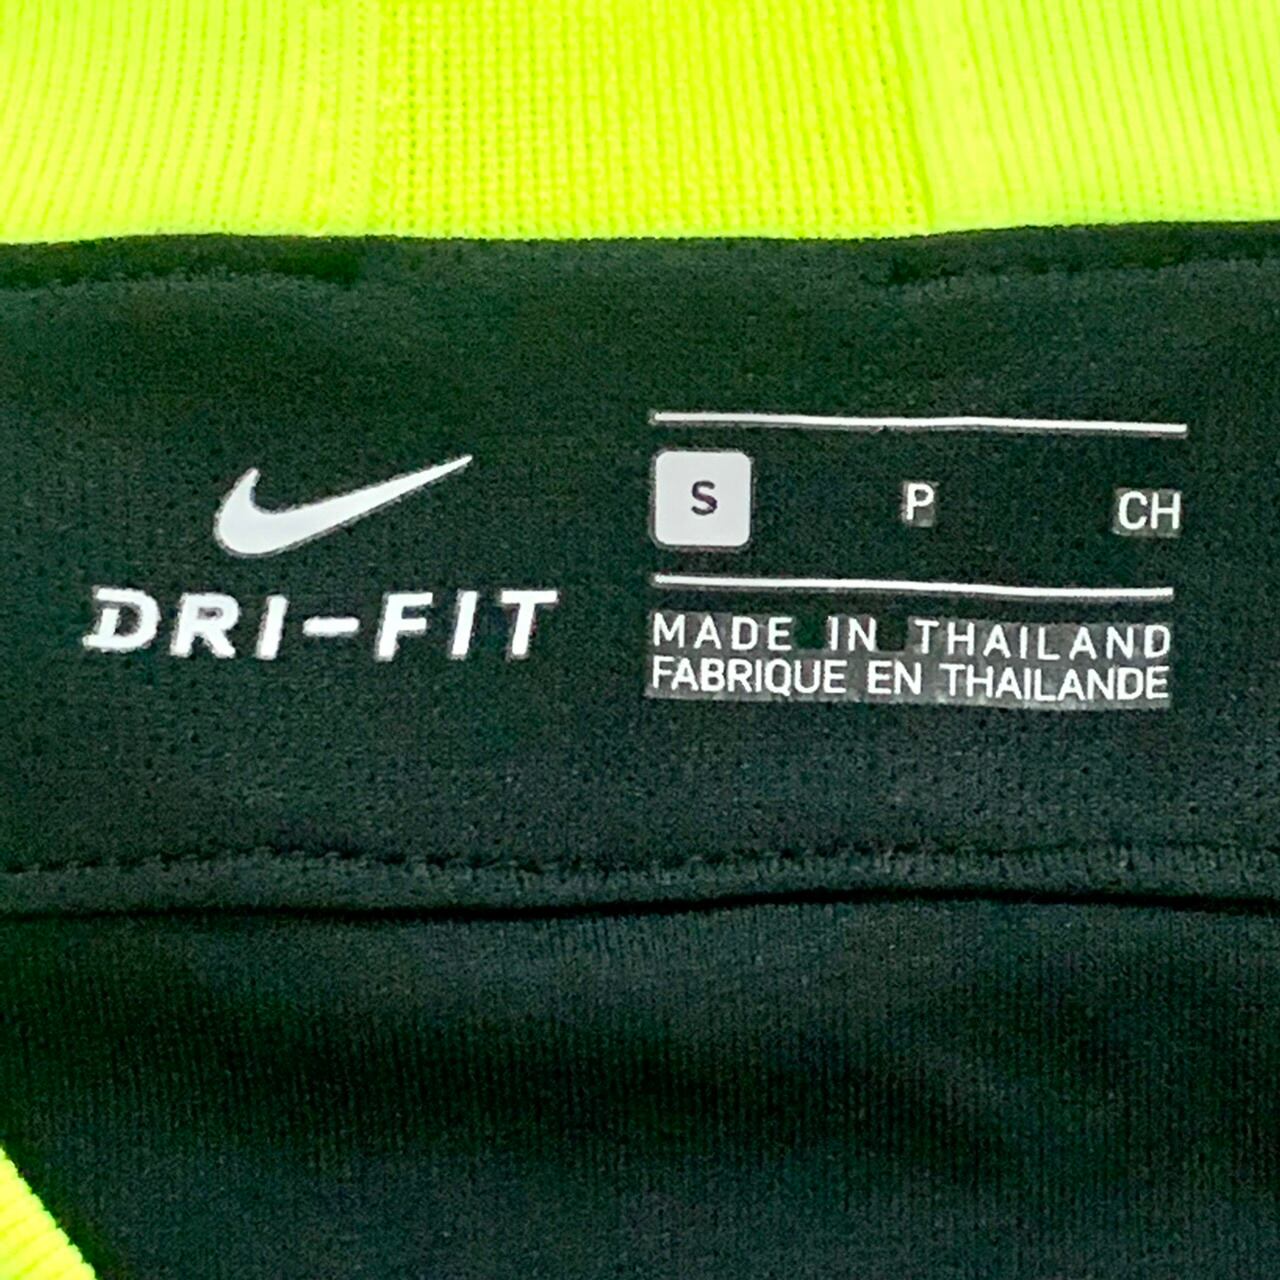 DRI-FIT
S P CH
MADE IN THAILAND
FABRIQUE EN THAILANDE